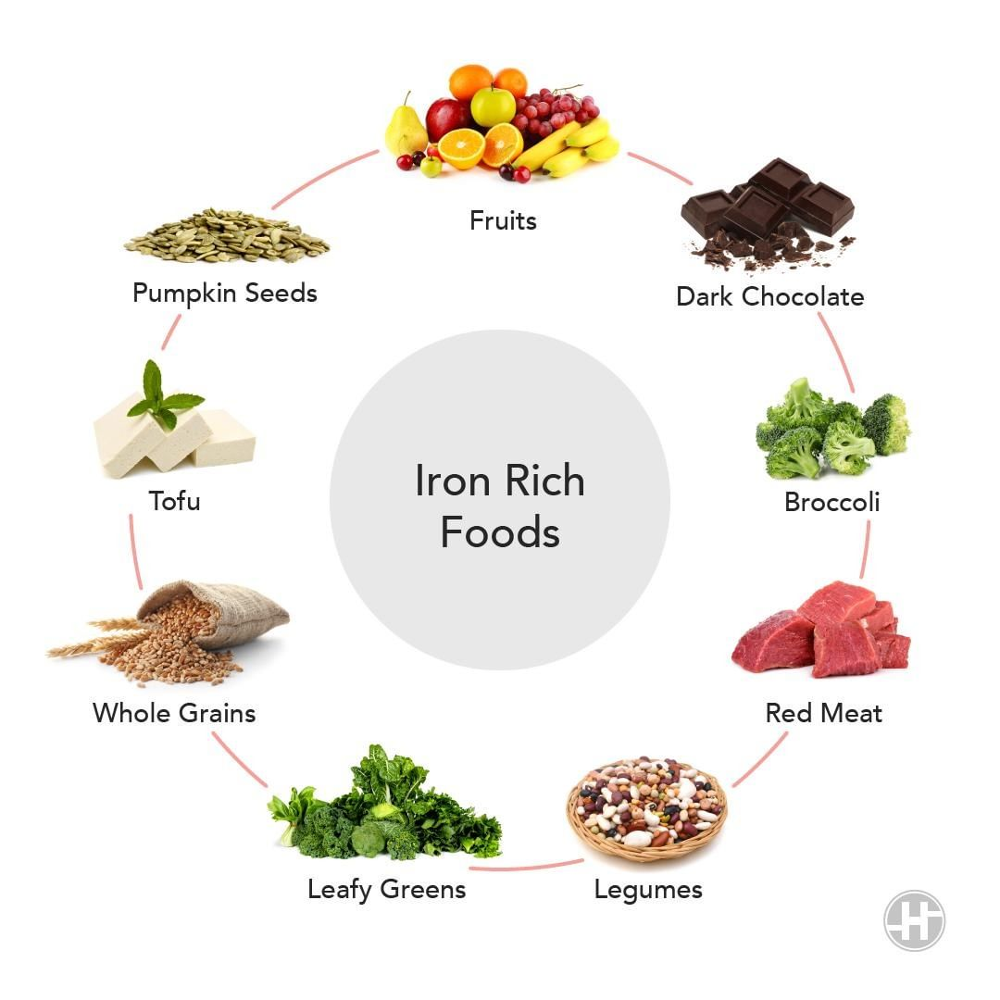 Iron Rich
Foods
Fruits
Dark Chocolate
Broccoli
Red Meat
Legumes
Leafy Greens
Whole Grains
Tofu
Pumpkin Seeds
H